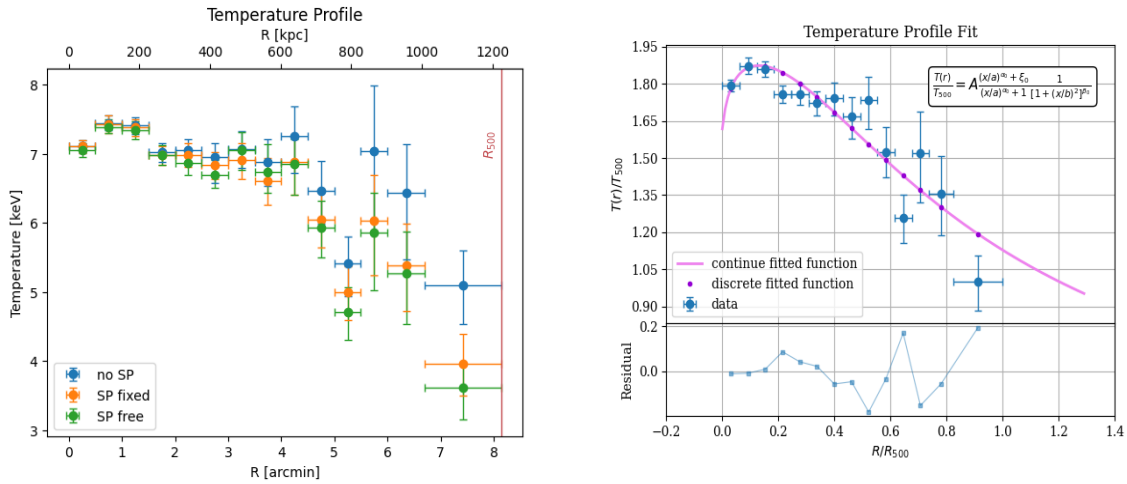 Temperature Profile
R [kpc]
0 200 400 600 800 1000 1200
8
7
6
5
4
3
Temperature [keV]
R500
no SP
SP fixed
SP free
0 1 2 3 4 5 6 7 8
R [arcmin]
Temperature Profile Fit
1.95
1.80
1.65
1.50
1.35
1.20
1.05
0.90
T(r)/T500
T(r)/T500 = A (x/a)^α0 + ξ0 / (x/a)^α0 + 1 1 / [1 + (x/b)^2]^β0
continue fitted function
discrete fitted function
data
0.2
0.0
Residual
−0.2 0.0 0.2 0.4 0.6 0.8 1.0 1.2 1.4
R/R500